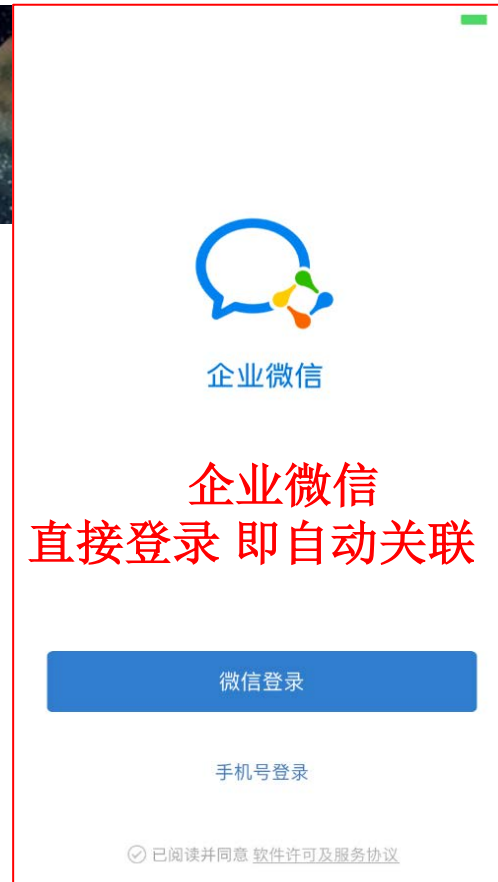 企业微信
企业微信
直接登录 即自动关联
微信登录
手机号登录
已阅读并同意 软件许可及服务协议